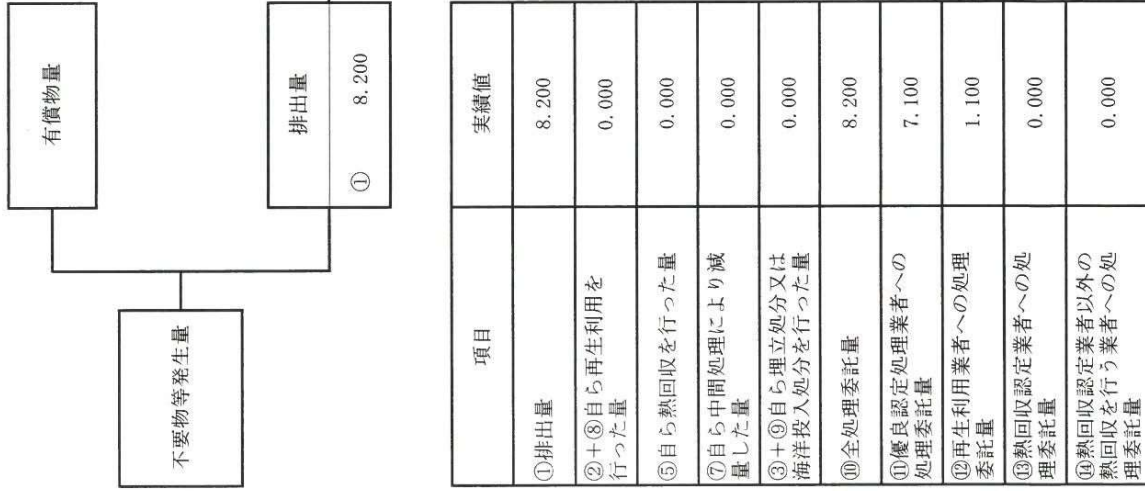 有償物量
不要物等発生量
排出量
① 8.200
項目 実績値
①排出量 8.200
②+⑧自ら再生利用を
行った量 0.000
⑤自ら熱回収を行った量 0.000
⑦自ら中間処理により減
量した量 0.000
③+⑨自ら埋立処分又は
海洋投入処分を行った量 0.000
⑩全処理委託量 8.200
⑪優良認定処理業者への
処理委託量 7.100
⑫再生利用業者への処理
委託量 1.100
⑬熱回収認定業者への処
理委託量 0.000
⑭熱回収認定業者以外の
熱回収を行う業者への処
理委託量 0.000